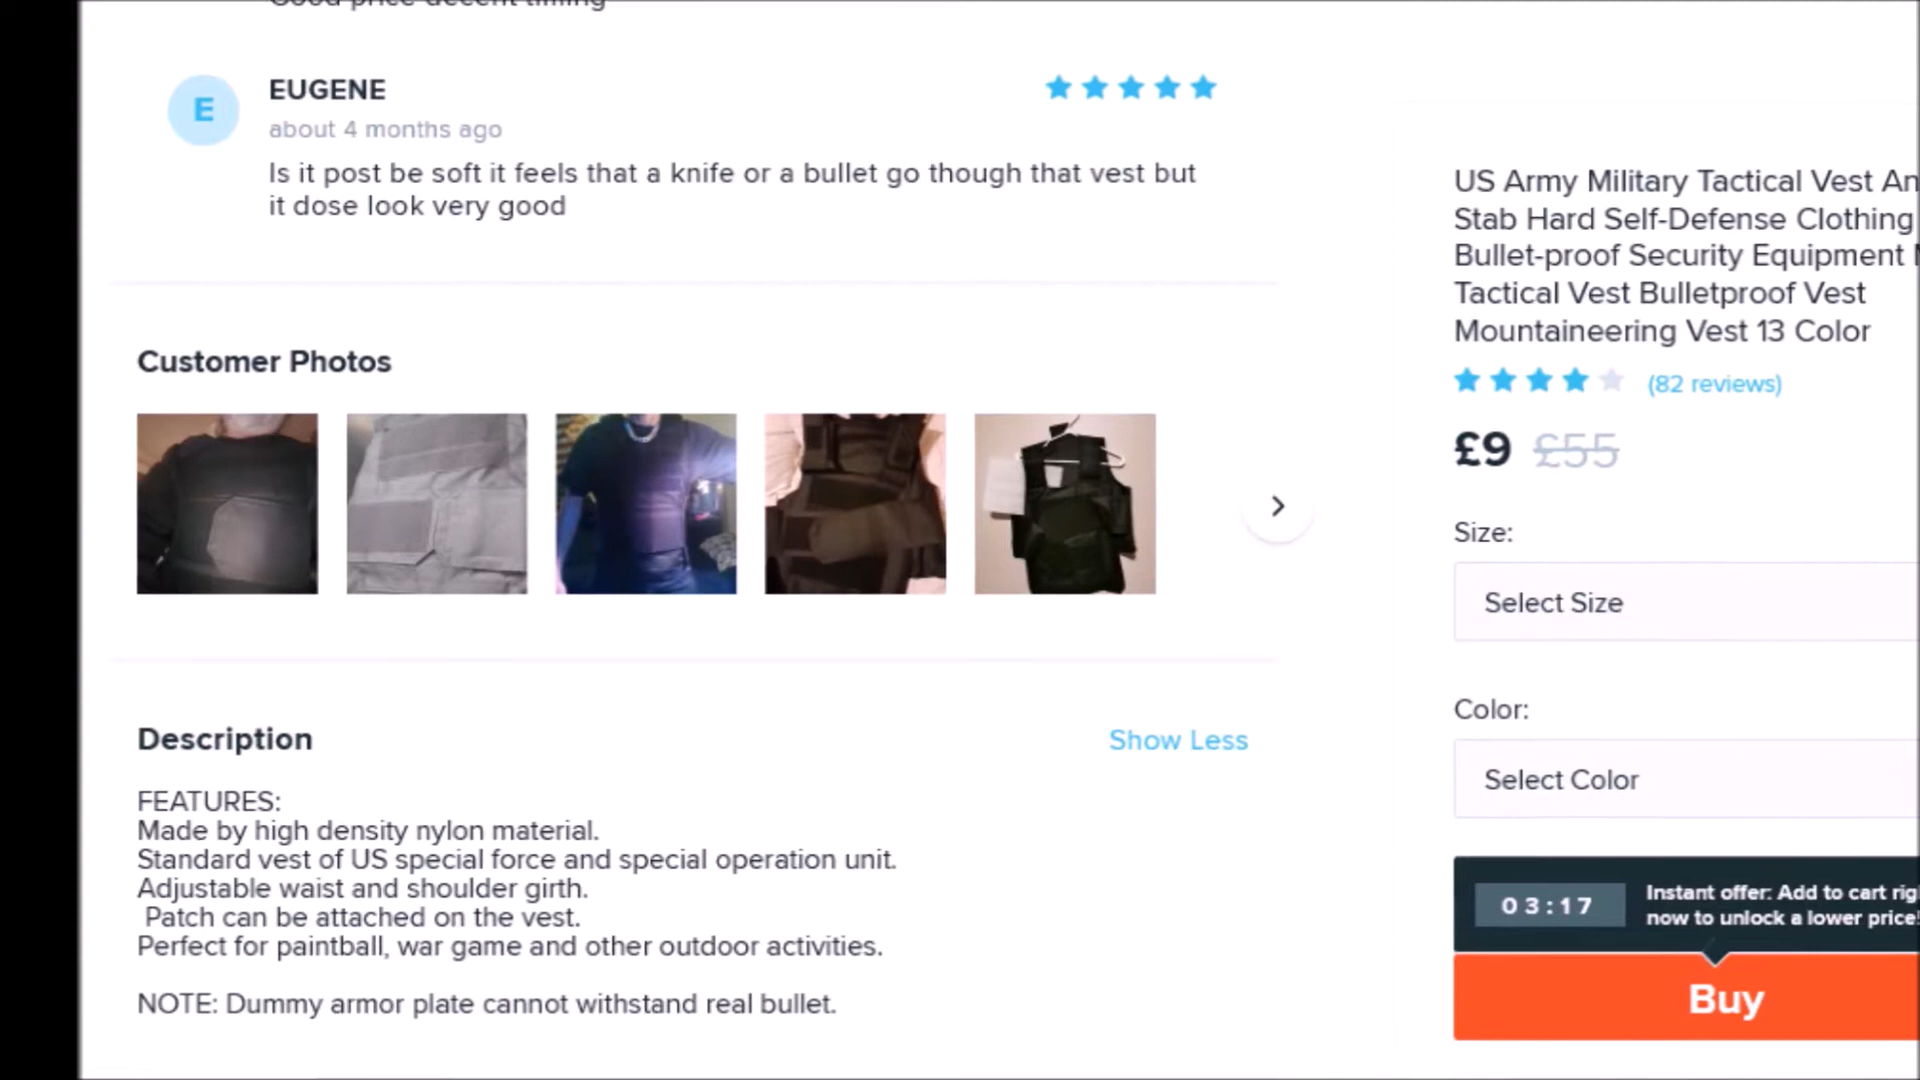 Good price decent timing
E
EUGENE
about 4 months ago
Is it post be soft it feels that a knife or a bullet go though that vest but
it dose look very good
Customer Photos
Description
Show Less
FEATURES:
Made by high density nylon material.
Standard vest of US special force and special operation unit.
Adjustable waist and shoulder girth.
Patch can be attached on the vest.
Perfect for paintball, war game and other outdoor activities.
NOTE: Dummy armor plate cannot withstand real bullet.
US Army Military Tactical Vest An
Stab Hard Self-Defense Clothing
Bullet-proof Security Equipment
Tactical Vest Bulletproof Vest
Mountaineering Vest 13 Color
(82 reviews)
£9 £55
Size:
Select Size
Color:
Select Color
03:17
Instant offer: Add to cart rig
now to unlock a lower price!
Buy